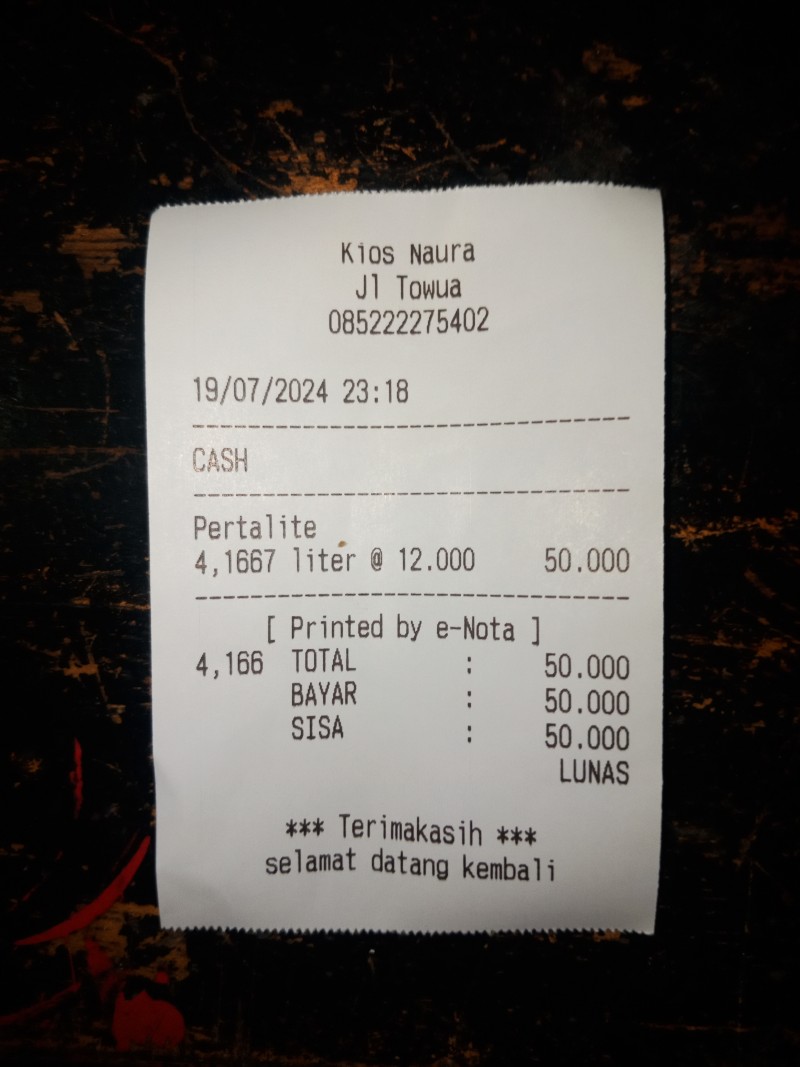 Kios Naura
Jl Towua
085222275402
19/07/2024 23:18
--------------------------------
CASH
--------------------------------
Pertalite
4,1667 liter @ 12.000 50.000
--------------------------------
[ Printed by e-Nota ]
4,166 TOTAL : 50.000
BAYAR : 50.000
SISA : 50.000
LUNAS
*** Terimakasih ***
selamat datang kembali